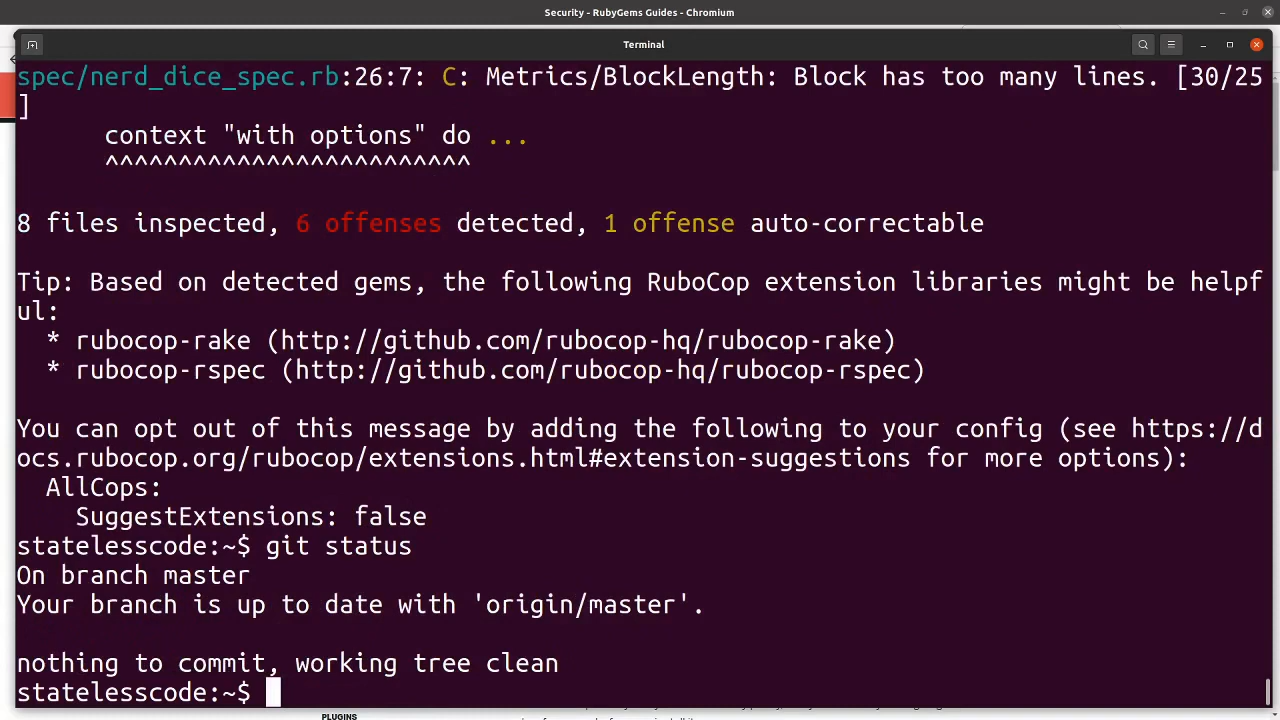 Security - RubyGems Guides - Chromium
Terminal
spec/nerd_dice_spec.rb:26:7: C: Metrics/BlockLength: Block has too many lines. [30/25
]
      context "with options" do ...
      ^^^^^^^^^^^^^^^^^^^^^^^^^
8 files inspected, 6 offenses detected, 1 offense auto-correctable
Tip: Based on detected gems, the following RuboCop extension libraries might be helpf
ul:
  * rubocop-rake (http://github.com/rubocop-hq/rubocop-rake)
  * rubocop-rspec (http://github.com/rubocop-hq/rubocop-rspec)
You can opt out of this message by adding the following to your config (see https://d
ocs.rubocop.org/rubocop/extensions.html#extension-suggestions for more options):
  AllCops:
    SuggestExtensions: false
statelesscode:~$ git status
On branch master
Your branch is up to date with 'origin/master'.
nothing to commit, working tree clean
statelesscode:~$
PLUGINS